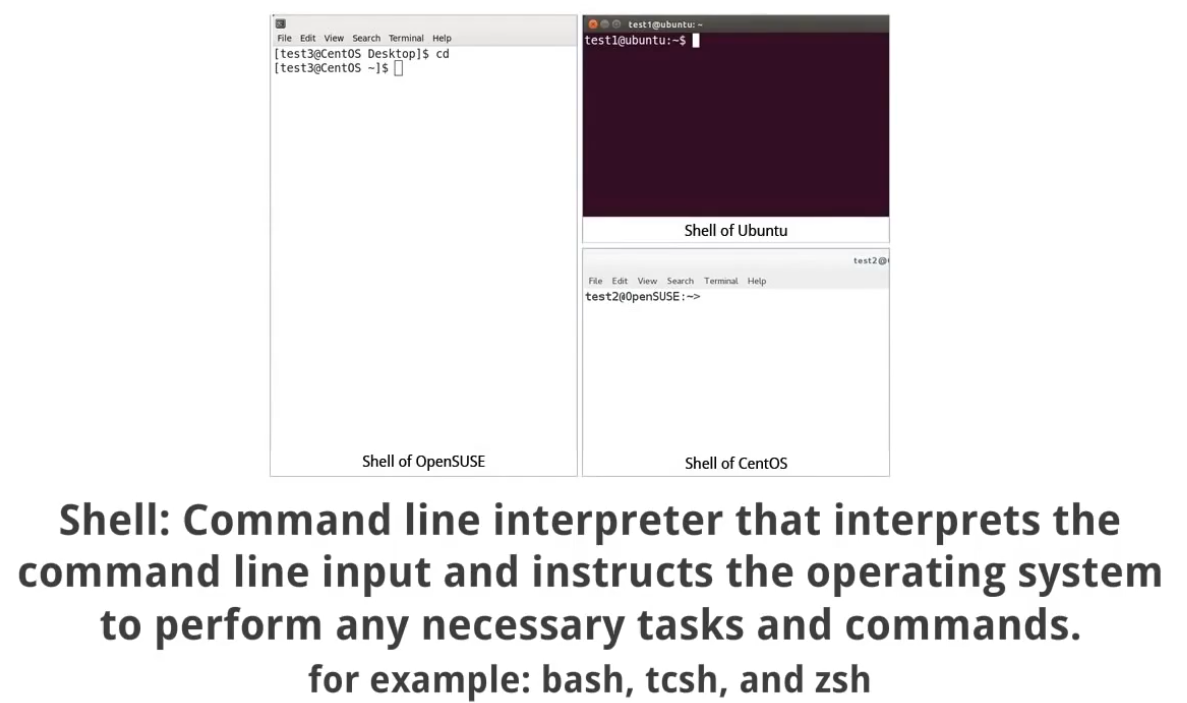 File Edit View Search Terminal Help
[test3@CentOS Desktop]$ cd
[test3@CentOS ~]$
Shell of OpenSUSE
test1@ubuntu: ~
test1@ubuntu:~$
Shell of Ubuntu
test2@
File Edit View Search Terminal Help
test2@OpenSUSE:~>
Shell of CentOS
Shell: Command line interpreter that interprets the
command line input and instructs the operating system
to perform any necessary tasks and commands.
for example: bash, tcsh, and zsh